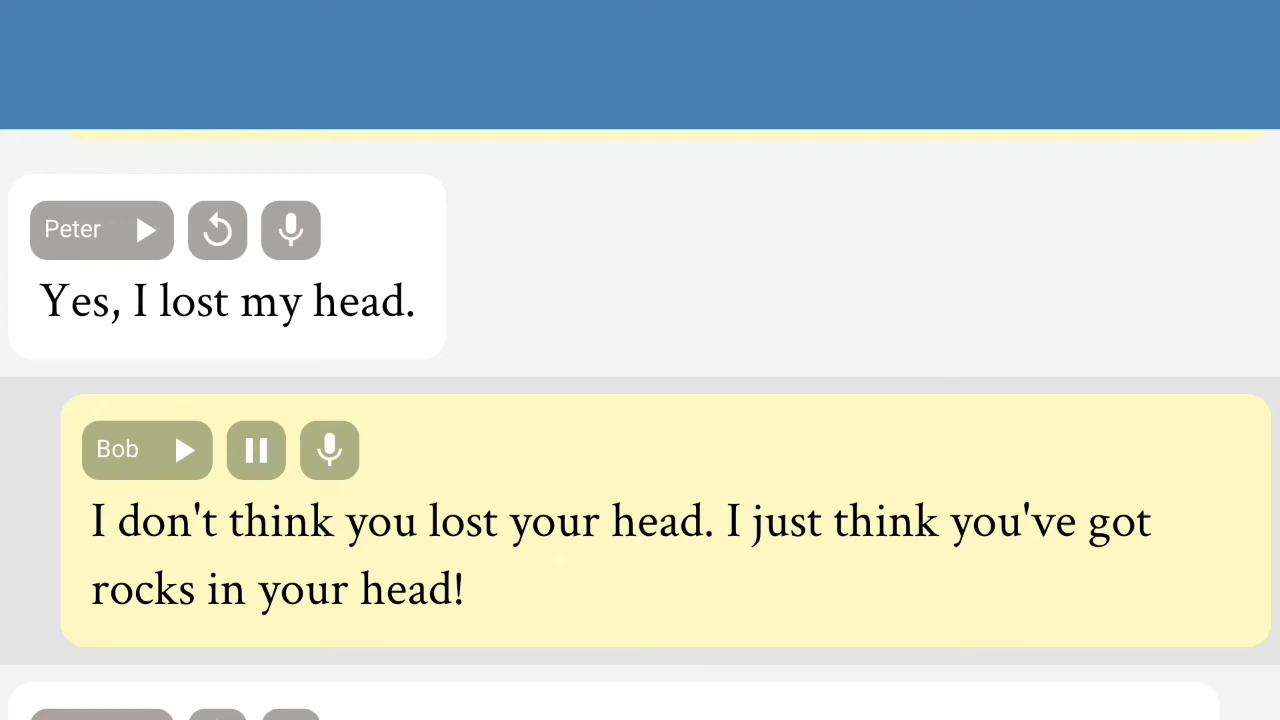 Peter
Yes, I lost my head.
Bob
I don't think you lost your head. I just think you've got
rocks in your head!